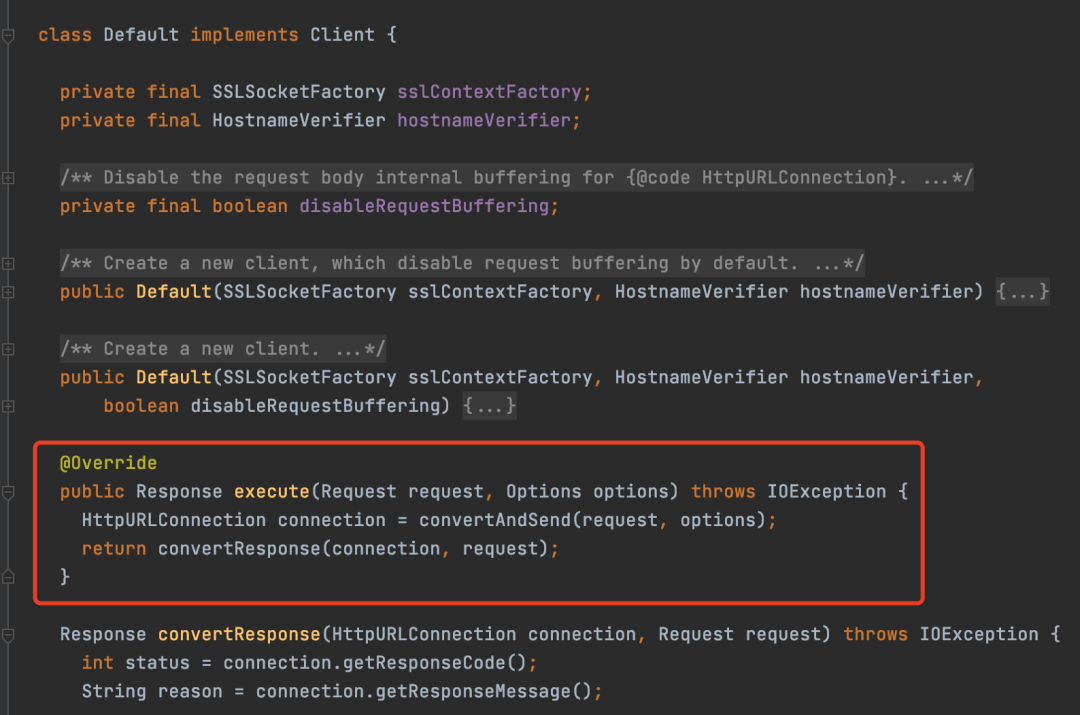 class Default implements Client {
private final SSLSocketFactory sslContextFactory;
private final HostnameVerifier hostnameVerifier;
/** Disable the request body internal buffering for {@code HttpURLConnection}. ...*/
private final boolean disableRequestBuffering;
/** Create a new client, which disable request buffering by default. ...*/
public Default(SSLSocketFactory sslContextFactory, HostnameVerifier hostnameVerifier) {...}
/** Create a new client. ...*/
public Default(SSLSocketFactory sslContextFactory, HostnameVerifier hostnameVerifier,
boolean disableRequestBuffering) {...}
@Override
public Response execute(Request request, Options options) throws IOException {
HttpURLConnection connection = convertAndSend(request, options);
return convertResponse(connection, request);
}
Response convertResponse(HttpURLConnection connection, Request request) throws IOException {
int status = connection.getResponseCode();
String reason = connection.getResponseMessage();